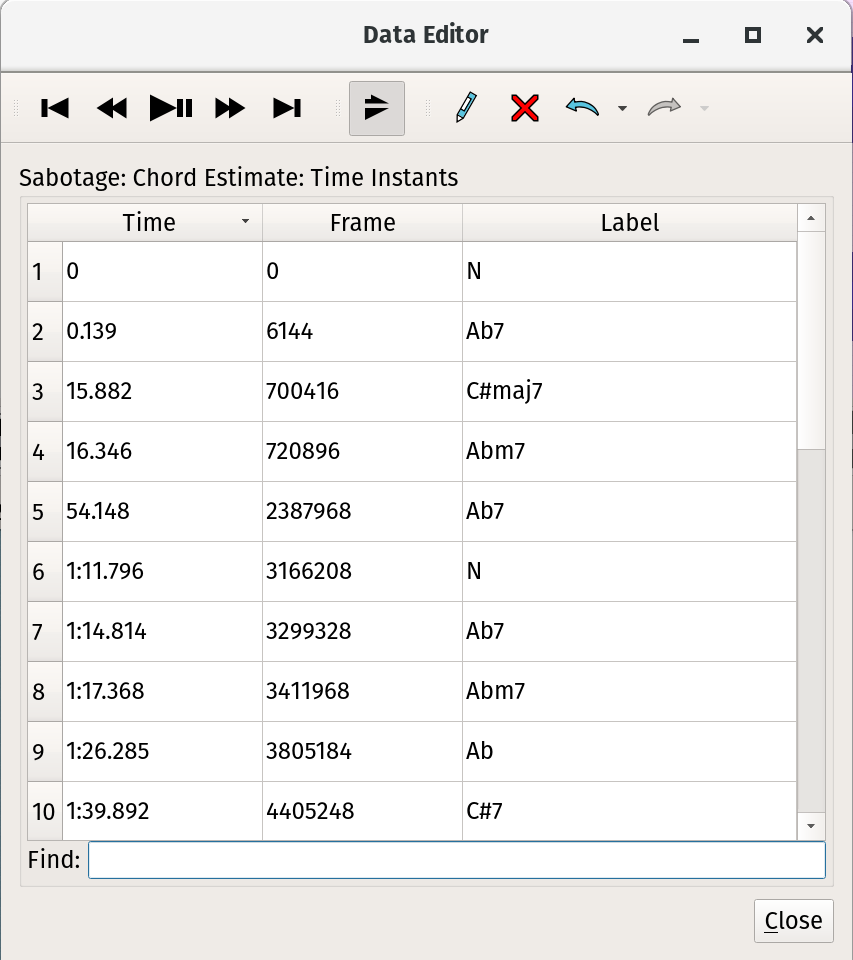 Data Editor
Sabotage: Chord Estimate: Time Instants
Time Frame Label
1 0 0 N
2 0.139 6144 Ab7
3 15.882 700416 C#maj7
4 16.346 720896 Abm7
5 54.148 2387968 Ab7
6 1:11.796 3166208 N
7 1:14.814 3299328 Ab7
8 1:17.368 3411968 Abm7
9 1:26.285 3805184 Ab
10 1:39.892 4405248 C#7
Find:
Close